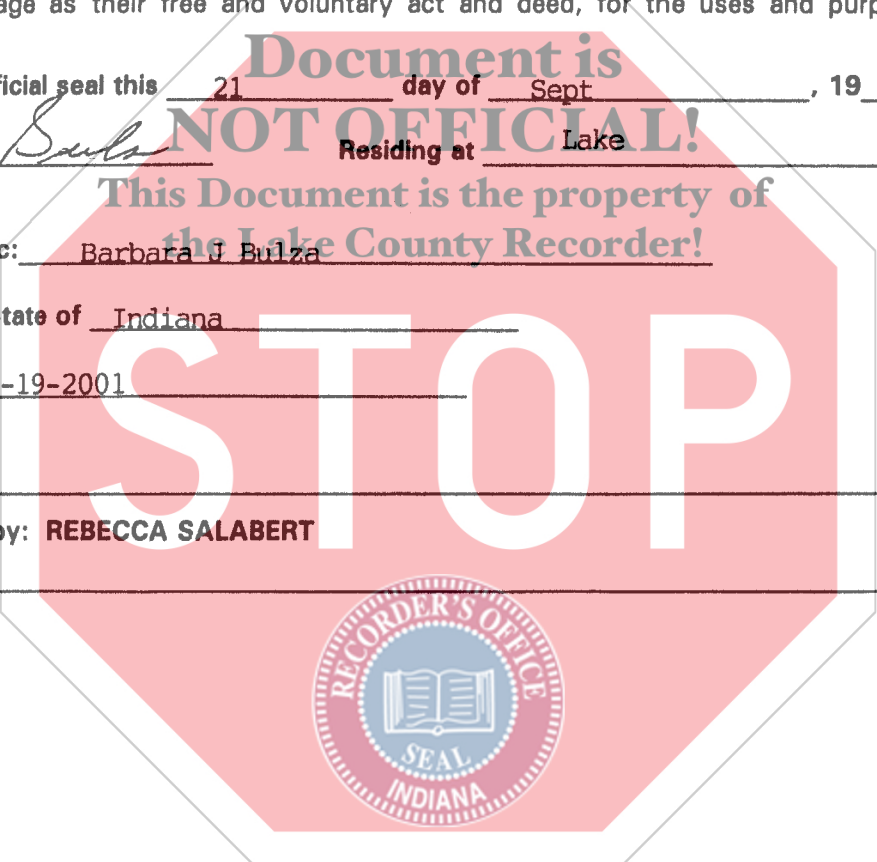 age as their free and voluntary act and deed, for the uses and purp
Document is
ficial seal this 21 day of Sept , 19
NOT OFFICIAL!
Residing at Lake
This Document is the property of
the Lake County Recorder!
c: Barbara J Bulza
tate of Indiana
-19-2001
STOP
by: REBECCA SALABERT
RECORDER'S OFFICE
SEAL
INDIANA